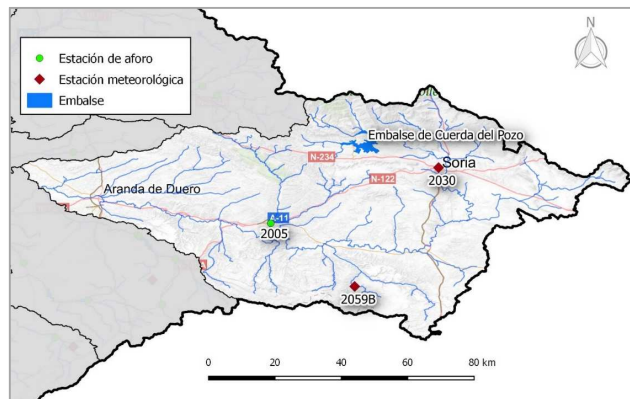 N
Estación de aforo
Estación meteorológica
Embalse
Embalse de Cuerda del Pozo
N-234
Soria
2030
N-122
Aranda de Duero
A-11
2005
2059B
0 20 40 60 80 km